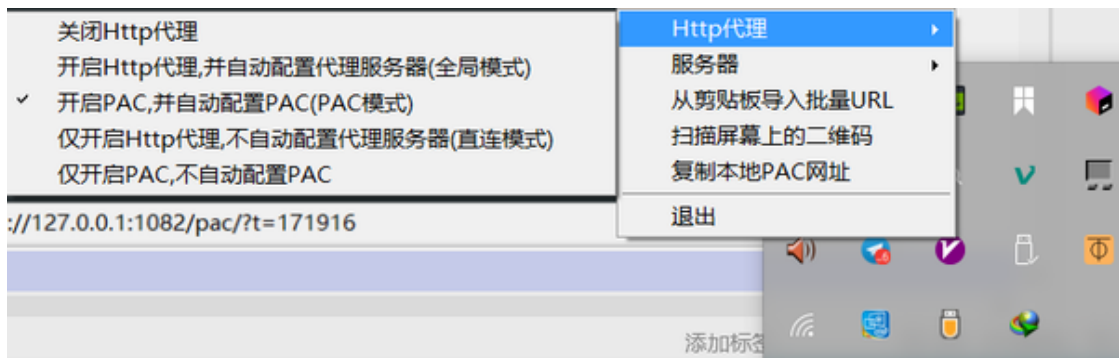 关闭Http代理
开启Http代理,并自动配置代理服务器(全局模式)
开启PAC,并自动配置PAC(PAC模式)
仅开启Http代理,不自动配置代理服务器(直连模式)
仅开启PAC,不自动配置PAC
://127.0.0.1:1082/pac/?t=171916
Http代理
服务器
从剪贴板导入批量URL
扫描屏幕上的二维码
复制本地PAC网址
退出
添加标签